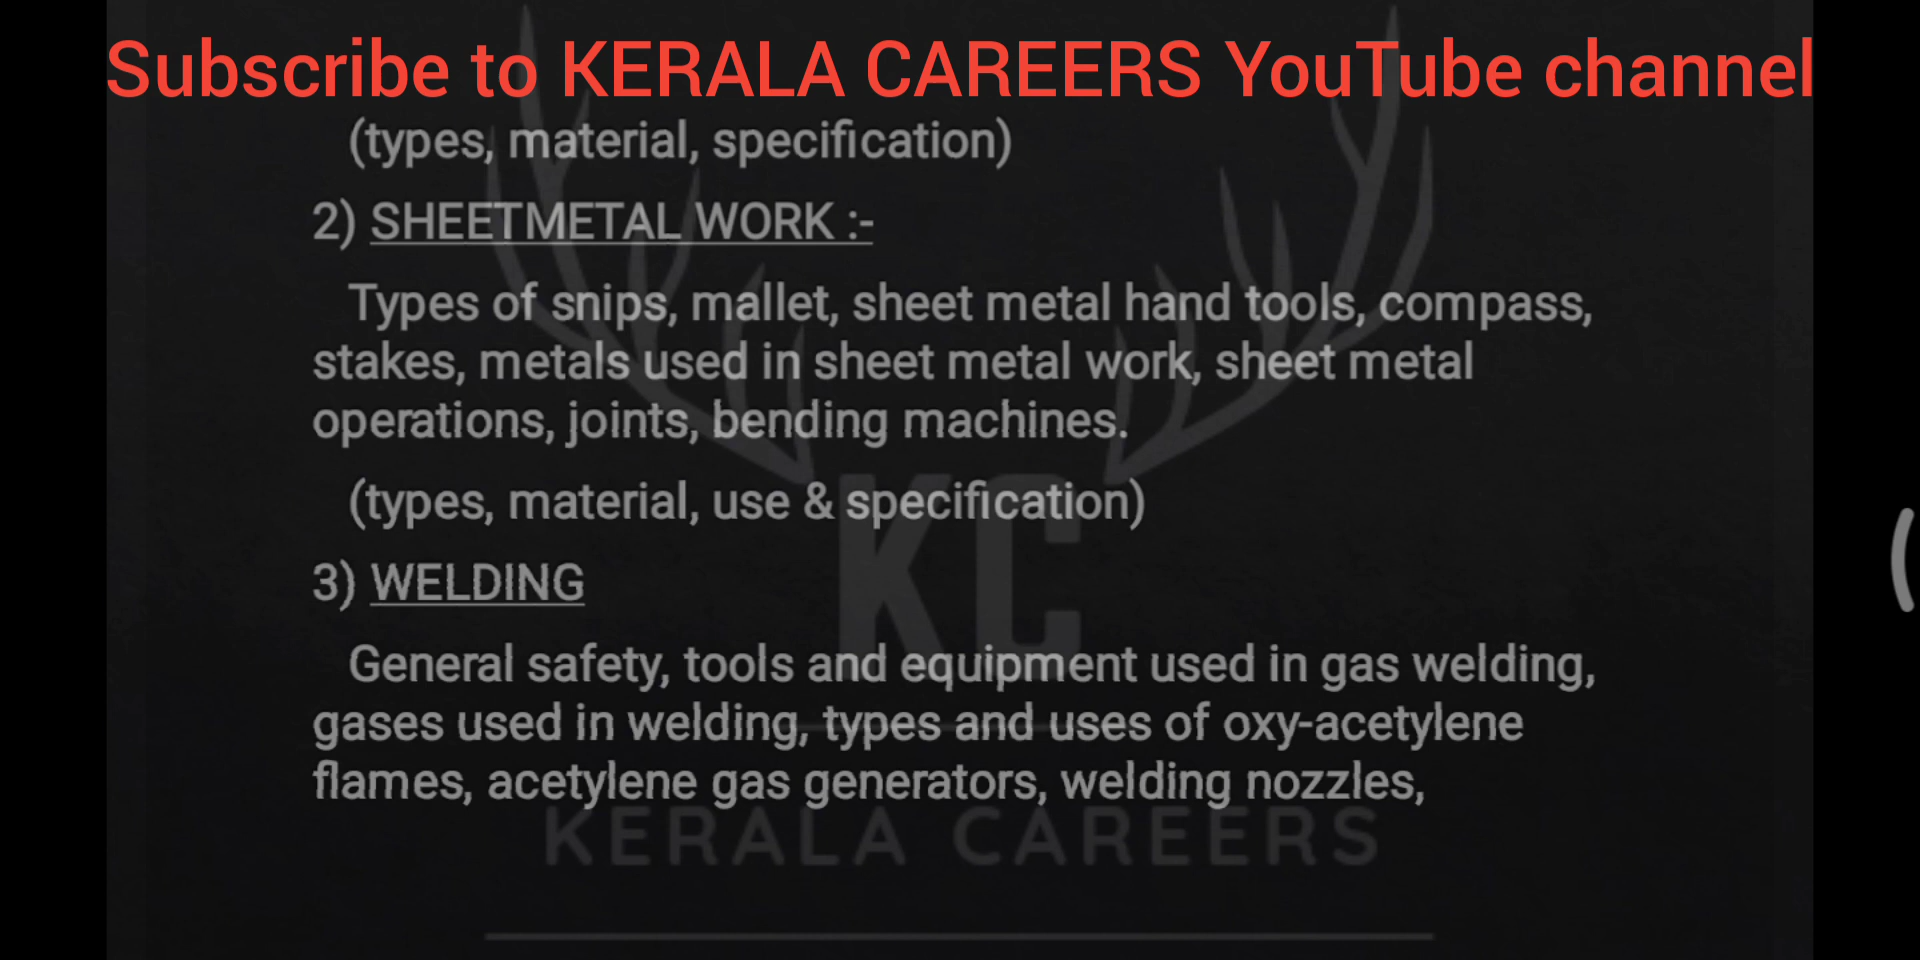 Subscribe to KERALA CAREERS YouTube channel
(types, material, specification)
2) SHEETMETAL WORK :-
Types of snips, mallet, sheet metal hand tools, compass,
stakes, metals used in sheet metal work, sheet metal
operations, joints, bending machines.
(types, material, use & specification)
3) WELDING
KC
General safety, tools and equipment used in gas welding,
gases used in welding, types and uses of oxy-acetylene
flames, acetylene gas generators, welding nozzles,
KERALA CAREERS